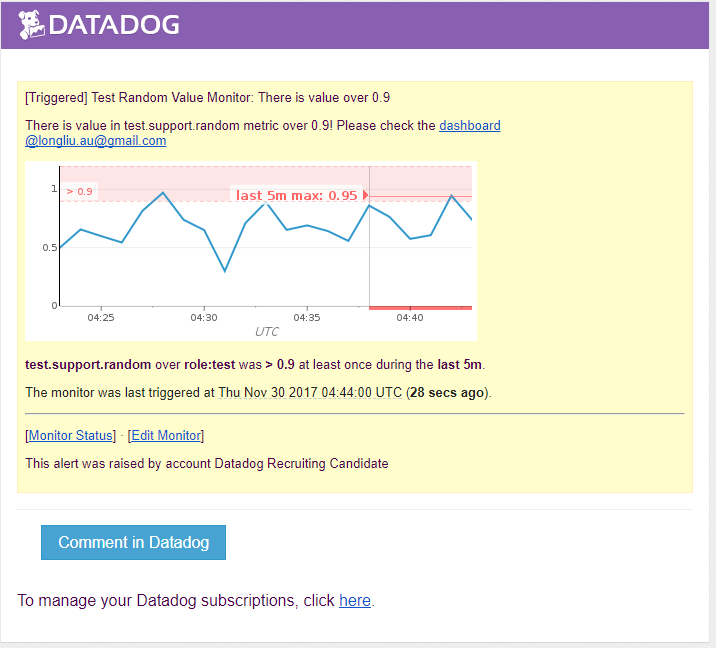 DATADOG
[Triggered] Test Random Value Monitor: There is value over 0.9
There is value in test.support.random metric over 0.9! Please check the dashboard
@longliu.au@gmail.com
1
> 0.9
last 5m max: 0.95
0.5
0
04:25 04:30 04:35 04:40
UTC
test.support.random over role:test was > 0.9 at least once during the last 5m.
The monitor was last triggered at Thu Nov 30 2017 04:44:00 UTC (28 secs ago).
[Monitor Status] · [Edit Monitor]
This alert was raised by account Datadog Recruiting Candidate
Comment in Datadog
To manage your Datadog subscriptions, click here.